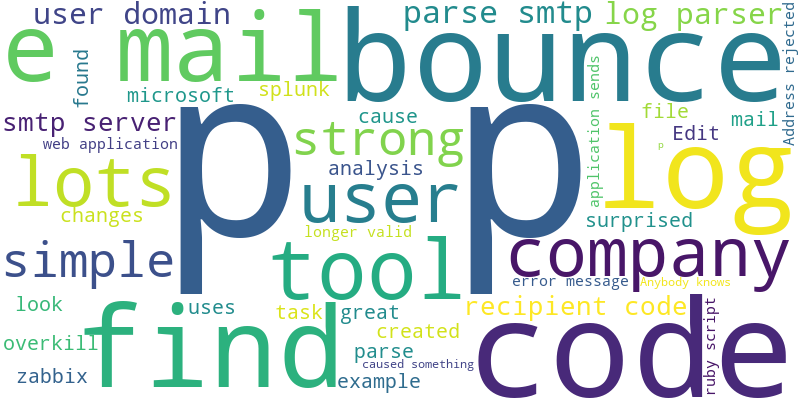 user domain
parse smtp
log parser
e mail
bounce
Address rejected
found
microsoft
splunk
smtp server
web application
p p
cause
strong
analysis
application sends
file
Edit
mail
p
log
lots
user
changes
surprised
longer valid
simple
tool
company
error message
Anybody knows
look
find
uses
task
great
recipient code
created
code
ruby script
overkill
parse
caused something
zabbix
example